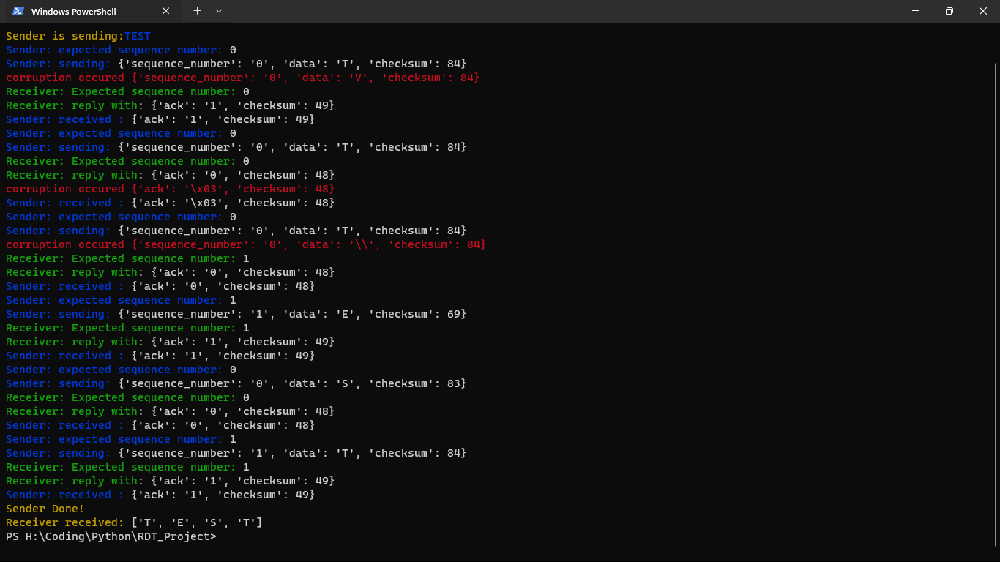 Windows PowerShell
Sender is sending:TEST
Sender: expected sequence number: 0
Sender: sending: {'sequence_number': '0', 'data': 'T', 'checksum': 84}
corruption occured {'sequence_number': '0', 'data': 'V', 'checksum': 84}
Receiver: Expected sequence number: 0
Receiver: reply with: {'ack': '1', 'checksum': 49}
Sender: received : {'ack': '1', 'checksum': 49}
Sender: expected sequence number: 0
Sender: sending: {'sequence_number': '0', 'data': 'T', 'checksum': 84}
Receiver: Expected sequence number: 0
Receiver: reply with: {'ack': '0', 'checksum': 48}
corruption occured {'ack': '\x03', 'checksum': 48}
Sender: received : {'ack': '\x03', 'checksum': 48}
Sender: expected sequence number: 0
Sender: sending: {'sequence_number': '0', 'data': 'T', 'checksum': 84}
corruption occured {'sequence_number': '0', 'data': '\\', 'checksum': 84}
Receiver: Expected sequence number: 1
Receiver: reply with: {'ack': '0', 'checksum': 48}
Sender: received : {'ack': '0', 'checksum': 48}
Sender: expected sequence number: 1
Sender: sending: {'sequence_number': '1', 'data': 'E', 'checksum': 69}
Receiver: Expected sequence number: 1
Receiver: reply with: {'ack': '1', 'checksum': 49}
Sender: received : {'ack': '1', 'checksum': 49}
Sender: expected sequence number: 0
Sender: sending: {'sequence_number': '0', 'data': 'S', 'checksum': 83}
Receiver: Expected sequence number: 0
Receiver: reply with: {'ack': '0', 'checksum': 48}
Sender: received : {'ack': '0', 'checksum': 48}
Sender: expected sequence number: 1
Sender: sending: {'sequence_number': '1', 'data': 'T', 'checksum': 84}
Receiver: Expected sequence number: 1
Receiver: reply with: {'ack': '1', 'checksum': 49}
Sender: received : {'ack': '1', 'checksum': 49}
Sender Done!
Receiver received: ['T', 'E', 'S', 'T']
PS H:\Coding\Python\RDT_Project>